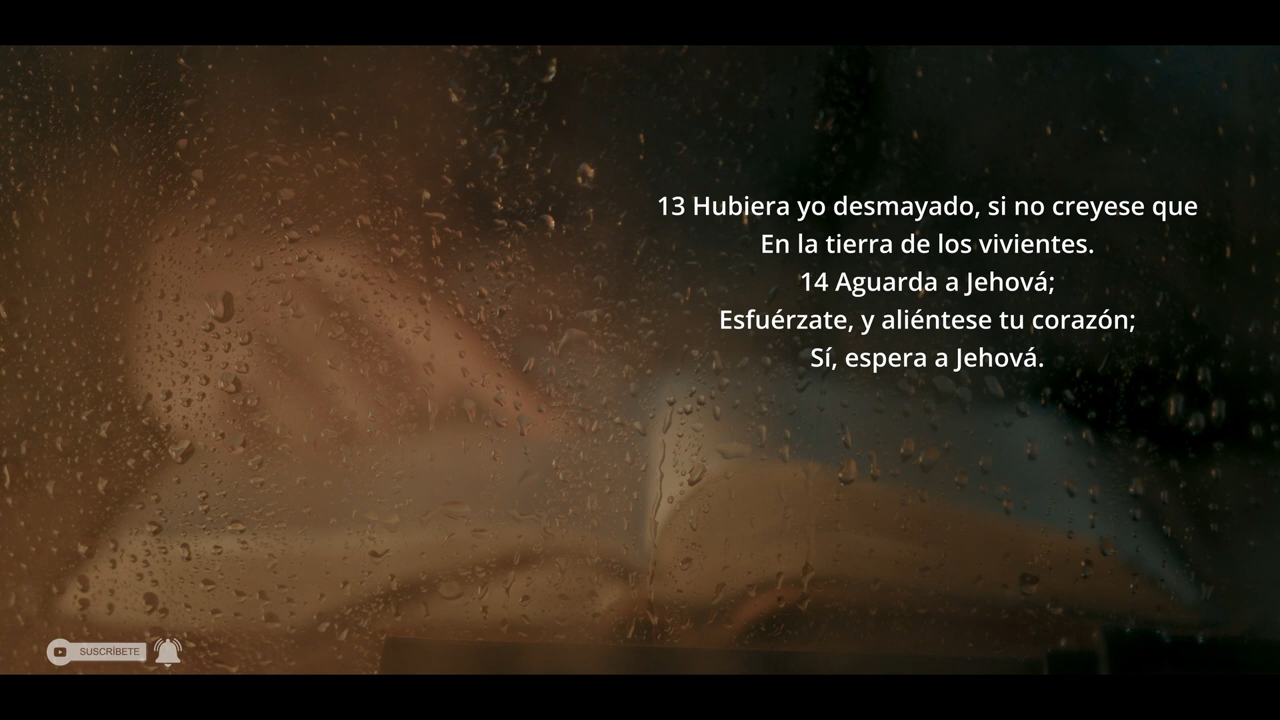 13 Hubiera yo desmayado, si no creyese que
En la tierra de los vivientes.
14 Aguarda a Jehová;
Esfuérzate, y aliéntese tu corazón;
Sí, espera a Jehová.
SUSCRÍBETE